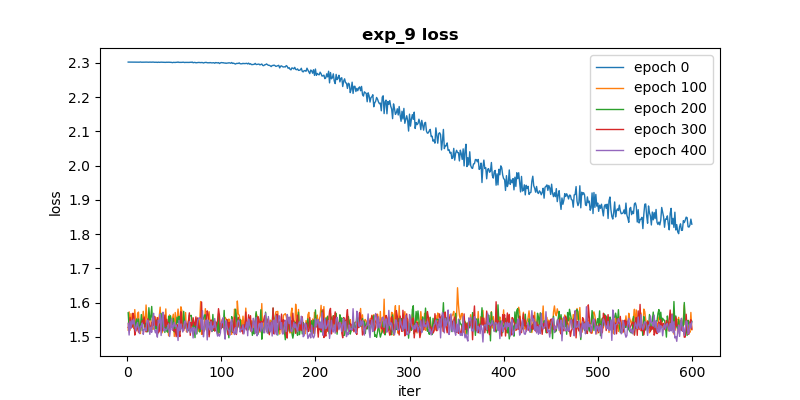 exp_9 loss
loss
2.3
2.2
2.1
2.0
1.9
1.8
1.7
1.6
1.5
epoch 0
epoch 100
epoch 200
epoch 300
epoch 400
0 100 200 300 400 500 600
iter